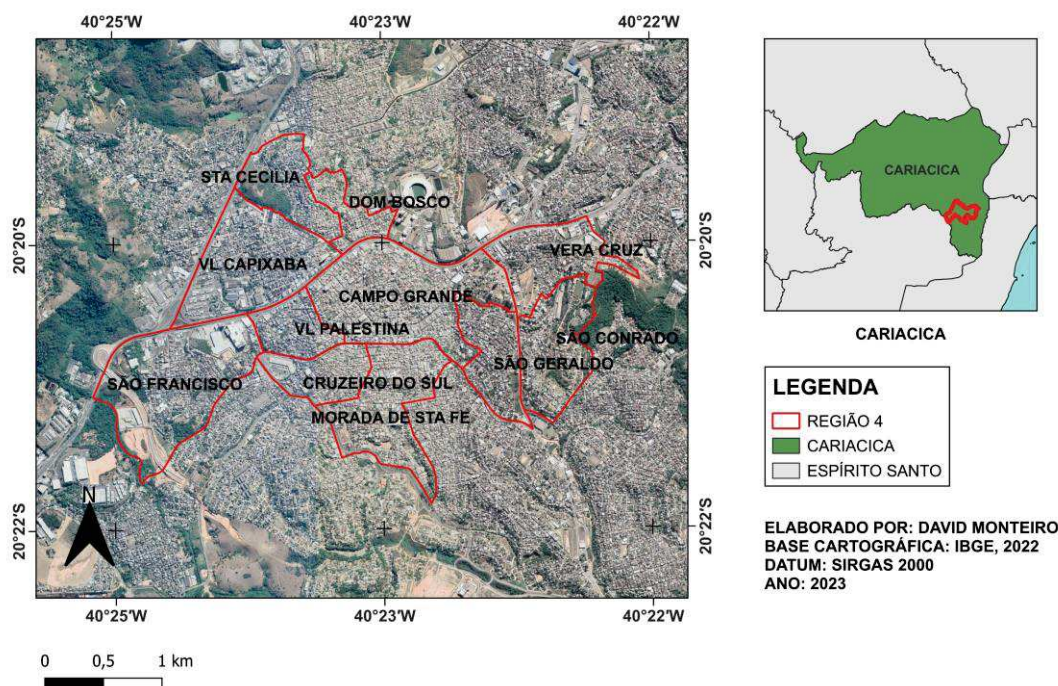 40°25'W 40°23'W 40°22'W
20°20'S
20°20'S
STA CECÍLIA
DOM BOSCO
VERA CRUZ
VL CAPIXABA
CAMPO GRANDE
VL PALESTINA
SÃO CONRADO
SÃO GERALDO
SÃO FRANCISCO
CRUZEIRO DO SUL
MORADA DE STA FÉ
N
20°22'S
20°22'S
40°25'W 40°23'W 40°22'W
0 0,5 1 km
CARIACICA
CARIACICA
LEGENDA
REGIÃO 4
CARIACICA
ESPÍRITO SANTO
ELABORADO POR: DAVID MONTEIRO
BASE CARTOGRÁFICA: IBGE, 2022
DATUM: SIRGAS 2000
ANO: 2023